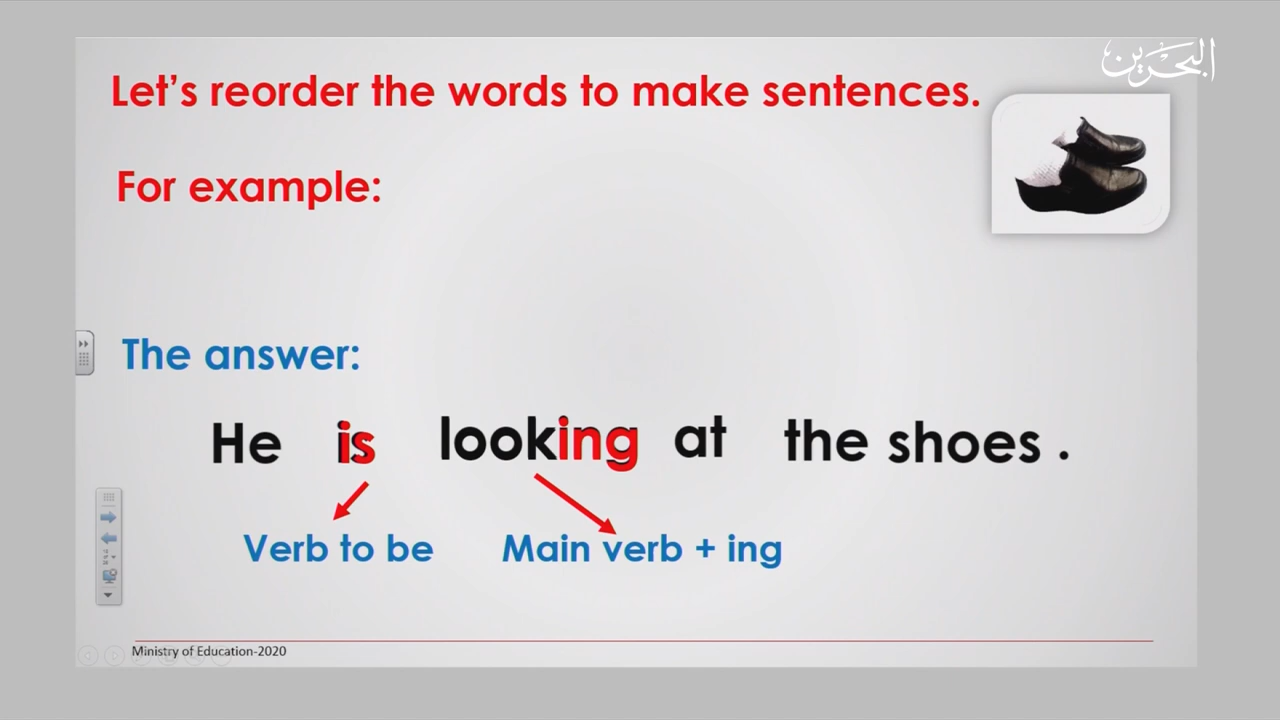 البحرين
Let's reorder the words to make sentences.
For example:
The answer:
He is looking at the shoes .
Verb to be Main verb + ing
Ministry of Education-2020